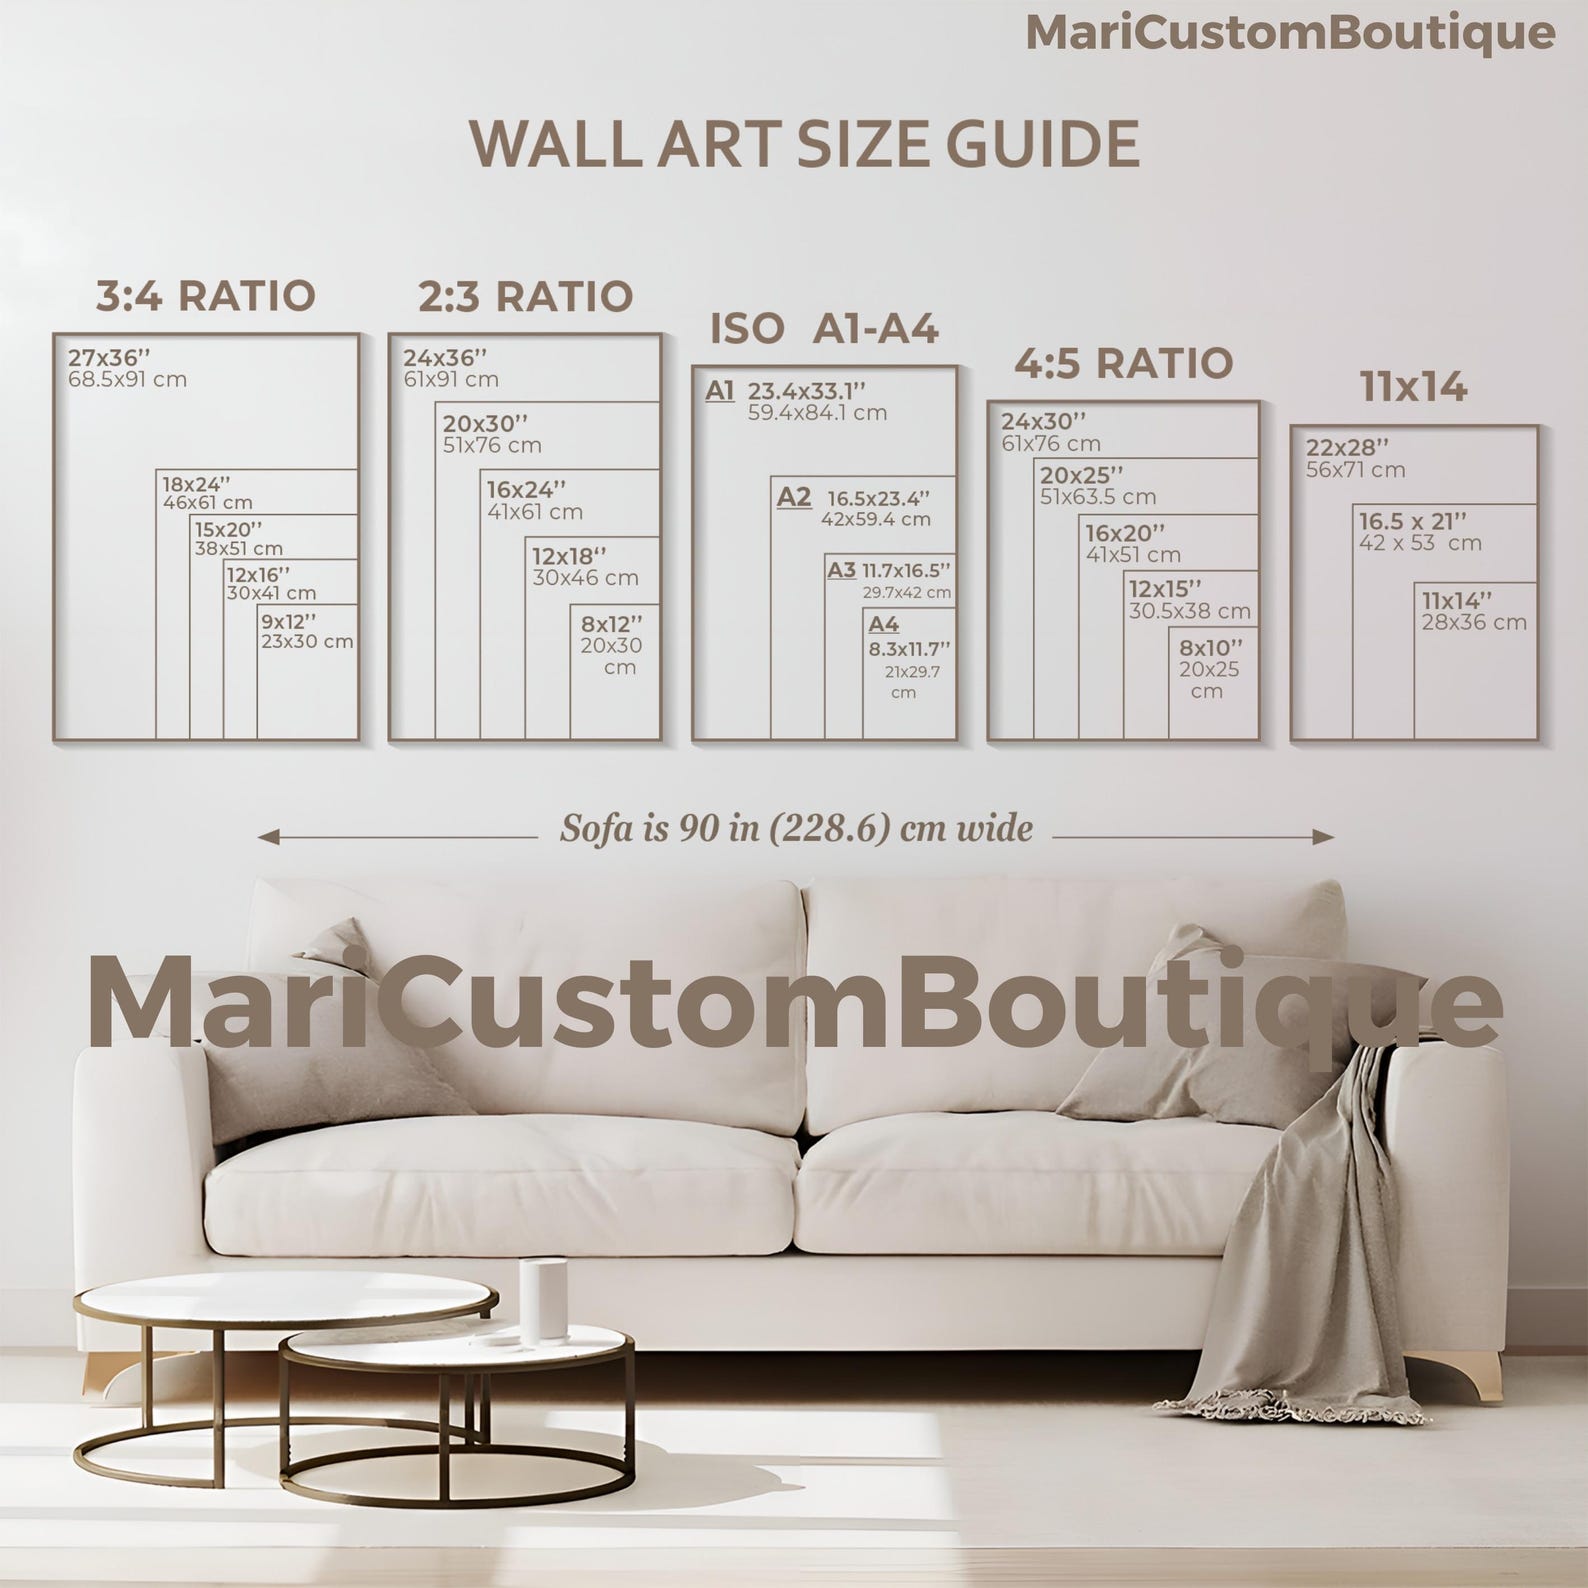 MariCustomBoutique
WALL ART SIZE GUIDE
3:4 RATIO
27x36’’
68.5x91 cm
18x24’’
46x61 cm
15x20’’
38x51 cm
12x16’’
30x41 cm
9x12’’
23x30 cm
2:3 RATIO
24x36’’
61x91 cm
20x30’’
51x76 cm
16x24’’
41x61 cm
12x18‘‘
30x46 cm
8x12’’
20x30
cm
ISO A1-A4
A1 23.4x33.1’’
59.4x84.1 cm
A2 16.5x23.4’’
42x59.4 cm
A3 11.7x16.5’’
29.7x42 cm
A4
8.3x11.7’’
21x29.7
cm
4:5 RATIO
24x30’’
61x76 cm
20x25’’
51x63.5 cm
16x20’’
41x51 cm
12x15’’
30.5x38 cm
8x10’’
20x25
cm
11x14
22x28’’
56x71 cm
16.5 x 21’’
42 x 53 cm
11x14’’
28x36 cm
Sofa is 90 in (228.6) cm wide
MariCustomBoutique